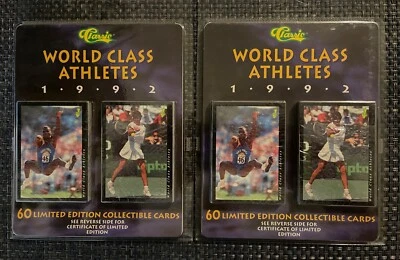 Classic
WORLD CLASS
ATHLETES
1·9·9·2
60 LIMITED EDITION COLLECTIBLE CARDS
SEE REVERSE SIDE FOR
CERTIFICATE OF LIMITED
EDITION
Classic
WORLD CLASS
ATHLETES
1·9·9·2
60 LIMITED EDITION COLLECTIBLE CARDS
SEE REVERSE SIDE FOR
CERTIFICATE OF LIMITED
EDITION